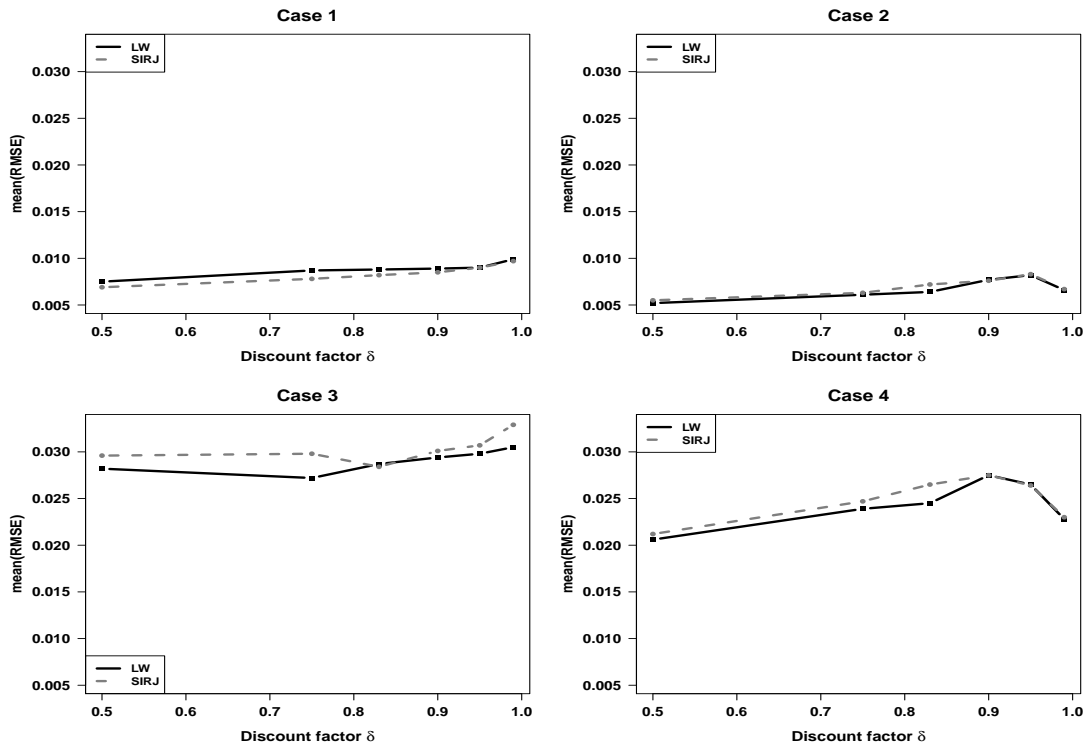 Case 1
LW
SIRJ
0.030
0.025
0.020
0.015
0.010
0.005
mean(RMSE)
0.5 0.6 0.7 0.8 0.9 1.0
Discount factor δ
Case 2
LW
SIRJ
0.030
0.025
0.020
0.015
0.010
0.005
mean(RMSE)
0.5 0.6 0.7 0.8 0.9 1.0
Discount factor δ
Case 3
0.030
0.025
0.020
0.015
0.010
0.005
mean(RMSE)
LW
SIRJ
0.5 0.6 0.7 0.8 0.9 1.0
Discount factor δ
Case 4
LW
SIRJ
0.030
0.025
0.020
0.015
0.010
0.005
mean(RMSE)
0.5 0.6 0.7 0.8 0.9 1.0
Discount factor δ